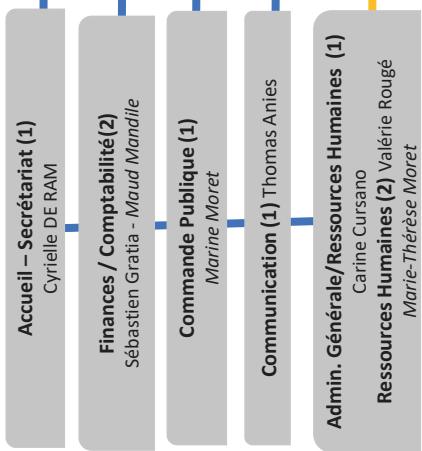 Accueil – Secrétariat (1)
Cyrielle DE RAM
Finances / Comptabilité(2)
Sébastien Gratia - Maud Mandile
Commande Publique (1)
Marine Moret
Communication (1) Thomas Anies
Admin. Générale/Ressources Humaines (1)
Carine Cursano
Ressources Humaines (2) Valérie Rougé
Marie-Thérèse Moret